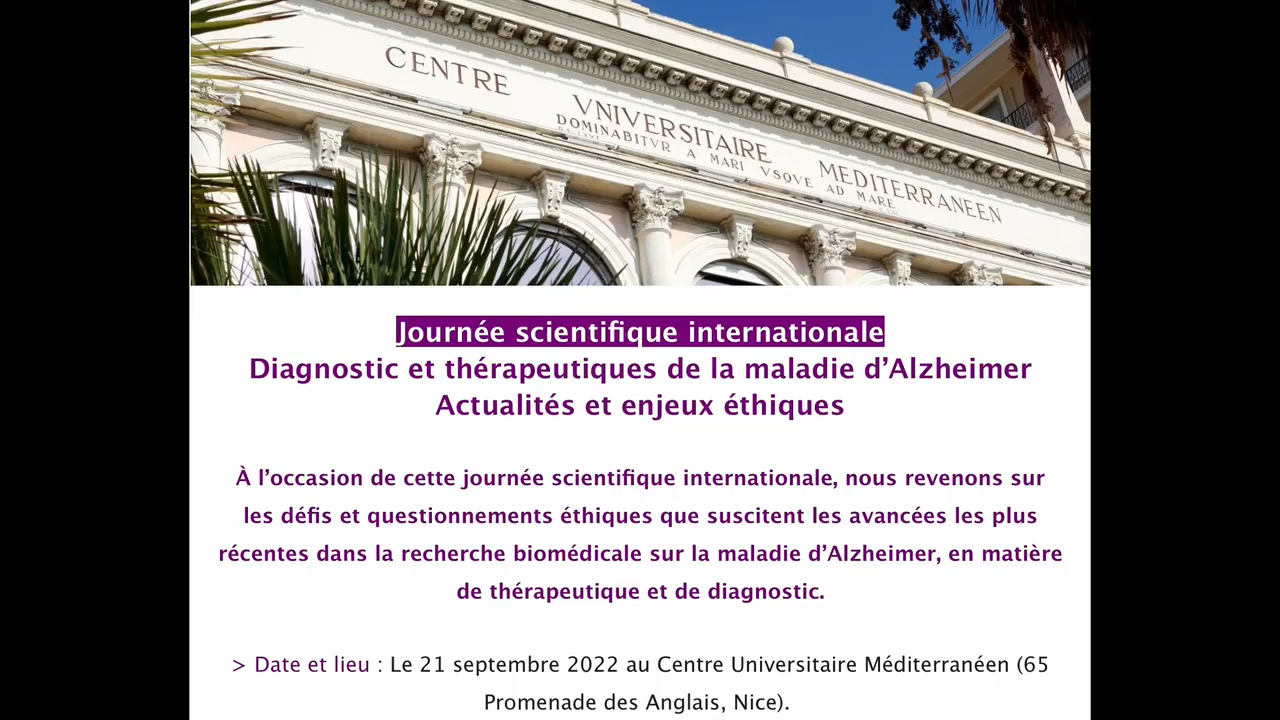 CENTRE VNIVERSITAIRE MEDITERRANEEN
DOMINABITVR A MARI VSQVE AD MARE
Journée scientifique internationale
Diagnostic et thérapeutiques de la maladie d’Alzheimer
Actualités et enjeux éthiques
À l’occasion de cette journée scientifique internationale, nous revenons sur
les défis et questionnements éthiques que suscitent les avancées les plus
récentes dans la recherche biomédicale sur la maladie d’Alzheimer, en matière
de thérapeutique et de diagnostic.
> Date et lieu : Le 21 septembre 2022 au Centre Universitaire Méditerranéen (65
Promenade des Anglais, Nice).